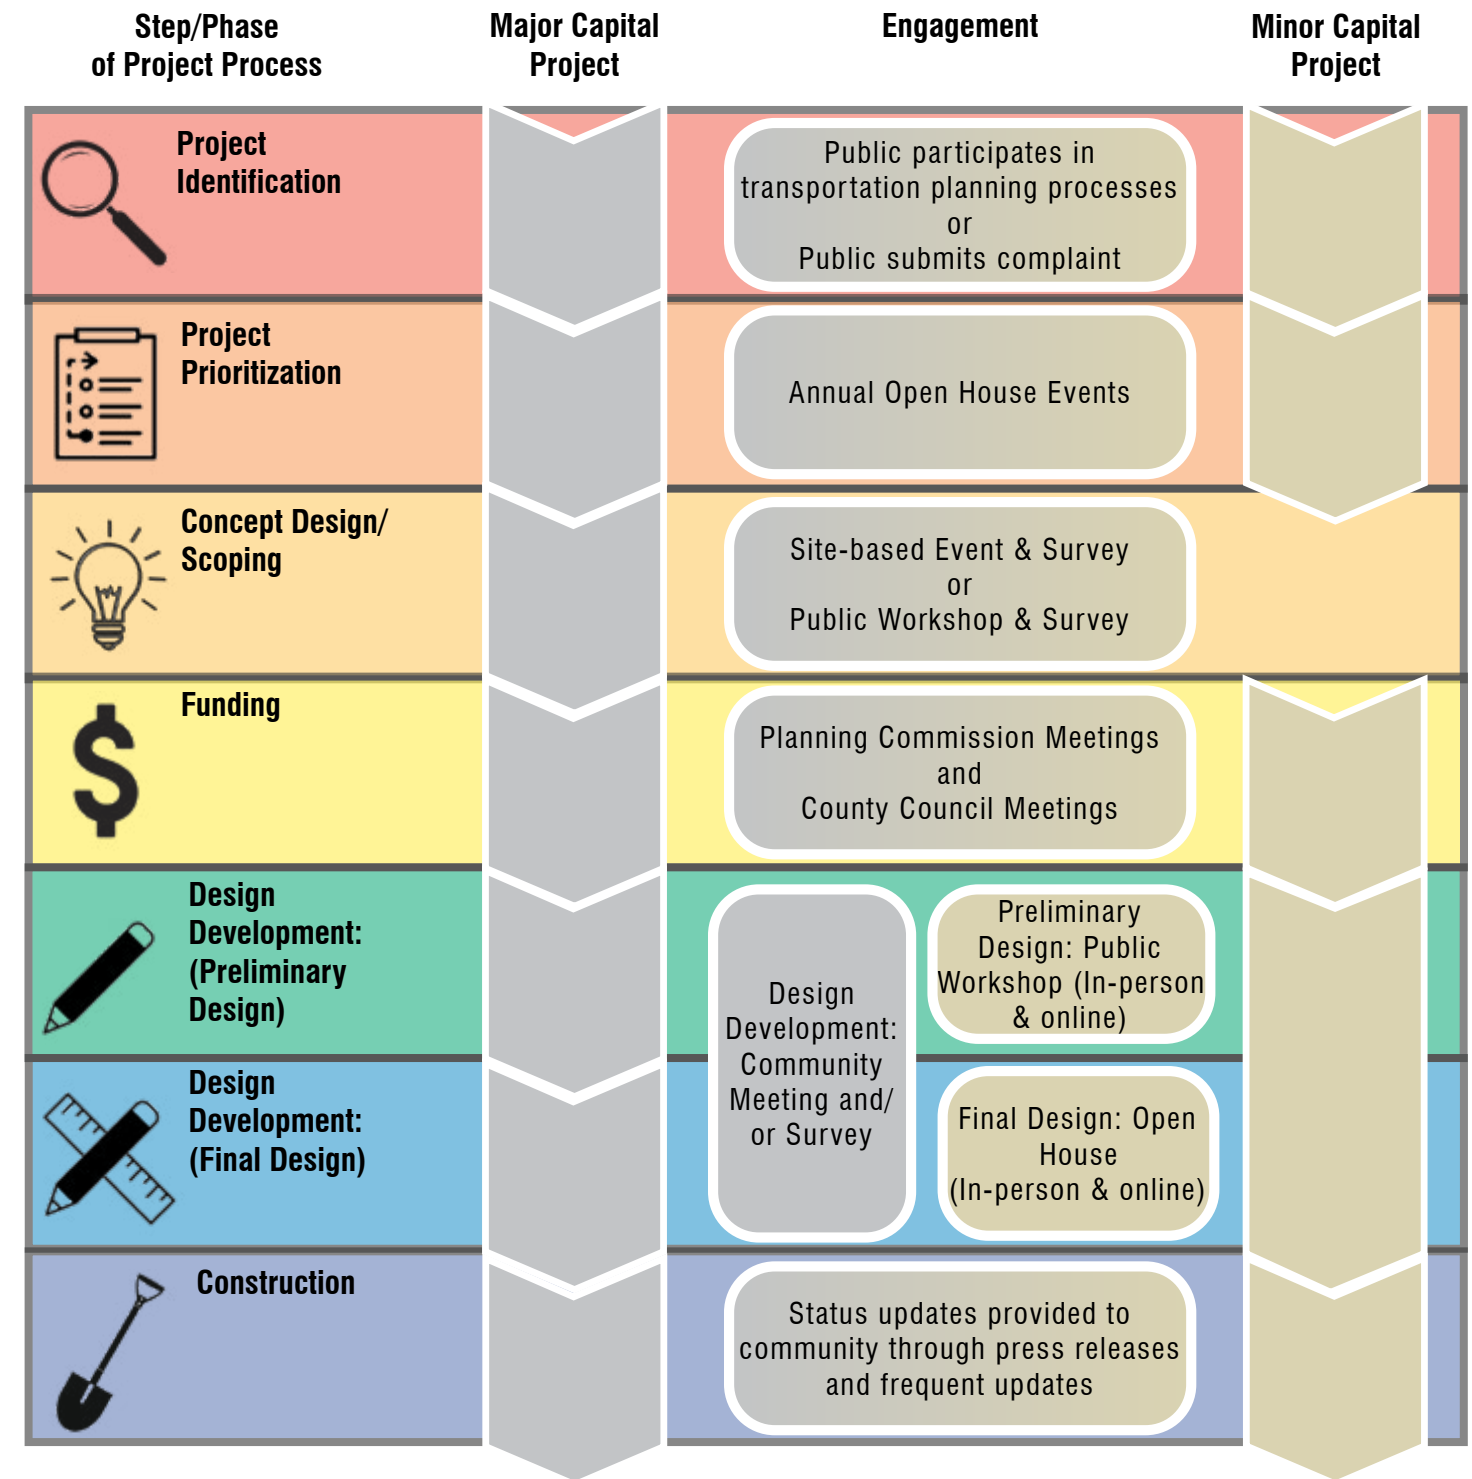 Step/Phase
of Project Process
Major Capital
Project
Engagement
Minor Capital
Project
Project
Identification
Public participates in
transportation planning processes
or
Public submits complaint
Project
Prioritization
Annual Open House Events
Concept Design/
Scoping
Site-based Event & Survey
or
Public Workshop & Survey
Funding
Planning Commission Meetings
and
County Council Meetings
Design
Development:
(Preliminary
Design)
Design
Development:
Community
Meeting and/
or Survey
Preliminary
Design: Public
Workshop (In-person
& online)
Design
Development:
(Final Design)
Final Design: Open
House
(In-person & online)
Construction
Status updates provided to
community through press releases
and frequent updates